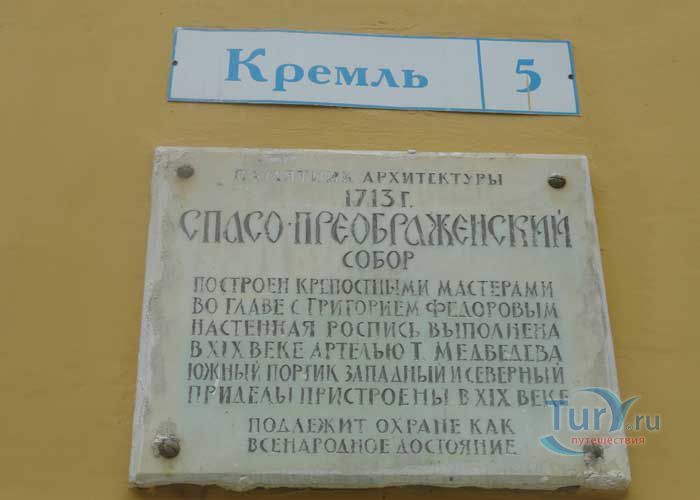 Кремль 5
ПАМЯТНИК АРХИТЕКТУРЫ
1713 г.
СПАСО-ПРЕОБРАЖЕНСКИЙ
СОБОР
ПОСТРОЕН КРЕПОСТНЫМИ МАСТЕРАМИ
ВО ГЛАВЕ С ГРИГОРИЕМ ФЕДОРОВЫМ
НАСТЕННАЯ РОСПИСЬ ВЫПОЛНЕНА
В XIX ВЕКЕ АРТЕЛЬЮ Т. МЕДВЕДЕВА
ЮЖНЫЙ ПОРТИК ЗАПАДНЫЙ И СЕВЕРНЫЙ
ПРИДЕЛЫ ПРИСТРОЕНЫ В XIX ВЕКЕ
ПОДЛЕЖИТ ОХРАНЕ КАК
ВСЕНАРОДНОЕ ДОСТОЯНИЕ
TurY.ru
путешествия